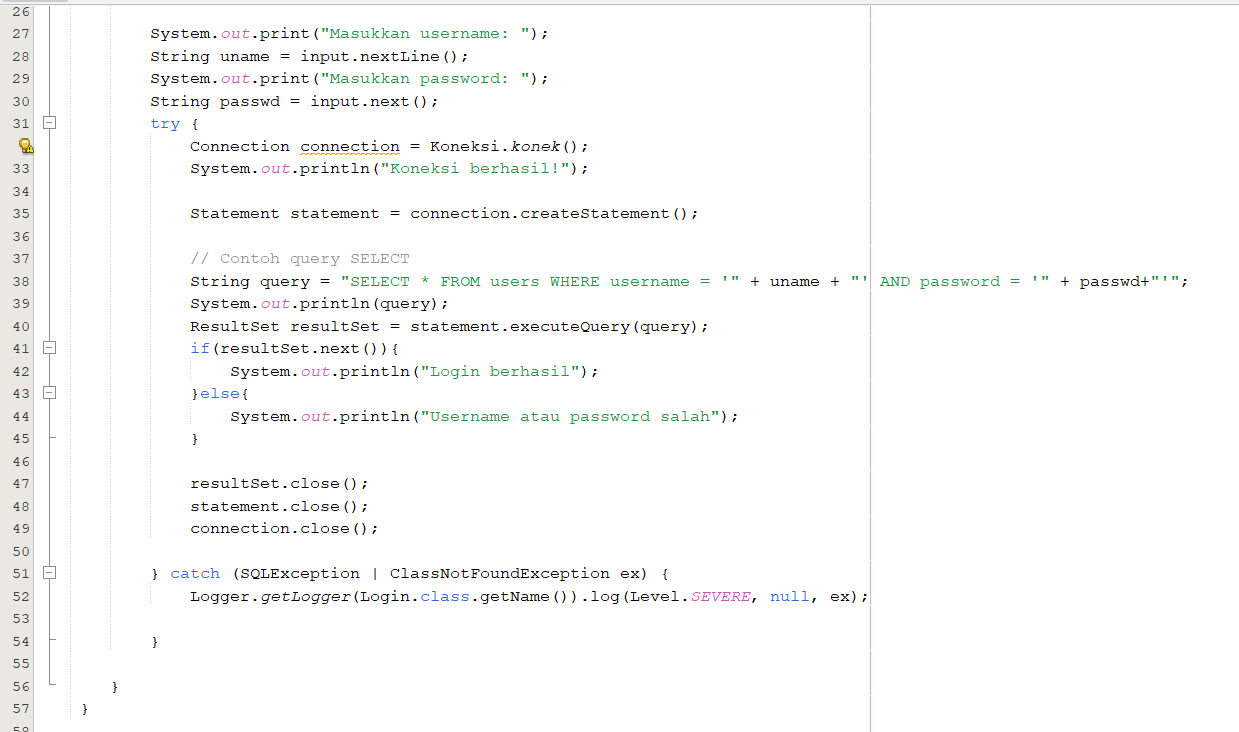 26
27 System.out.print("Masukkan username: ");
28 String uname = input.nextLine();
29 System.out.print("Masukkan password: ");
30 String passwd = input.next();
31 try {
Connection connection = Koneksi.konek();
33 System.out.println("Koneksi berhasil!");
34
35 Statement statement = connection.createStatement();
36
37 // Contoh query SELECT
38 String query = "SELECT * FROM users WHERE username = '" + uname + "' AND password = '" + passwd+"'";
39 System.out.println(query);
40 ResultSet resultSet = statement.executeQuery(query);
41 if(resultSet.next()){
42 System.out.println("Login berhasil");
43 }else{
44 System.out.println("Username atau password salah");
45 }
46
47 resultSet.close();
48 statement.close();
49 connection.close();
50
51 } catch (SQLException | ClassNotFoundException ex) {
52 Logger.getLogger(Login.class.getName()).log(Level.SEVERE, null, ex);
53
54 }
55
56 }
57 }
58